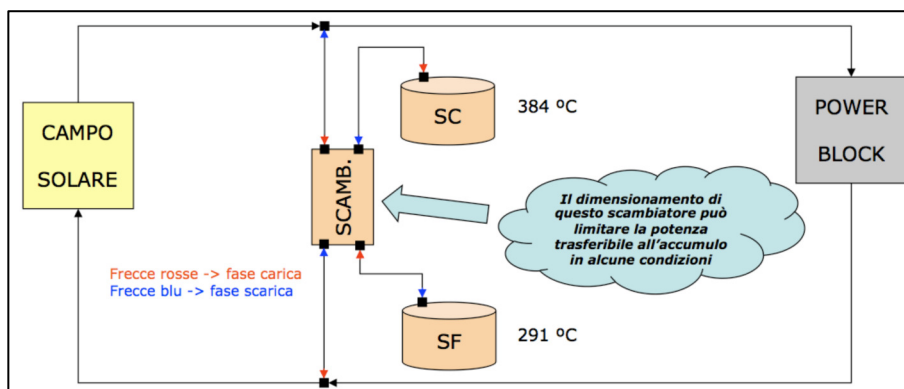 CAMPO
SOLARE
SCAMB.
SC
384 ºC
SF
291 ºC
POWER
BLOCK
Il dimensionamento di
questo scambiatore può
limitare la potenza
trasferibile all'accumulo
in alcune condizioni
Frecce rosse -> fase carica
Frecce blu -> fase scarica